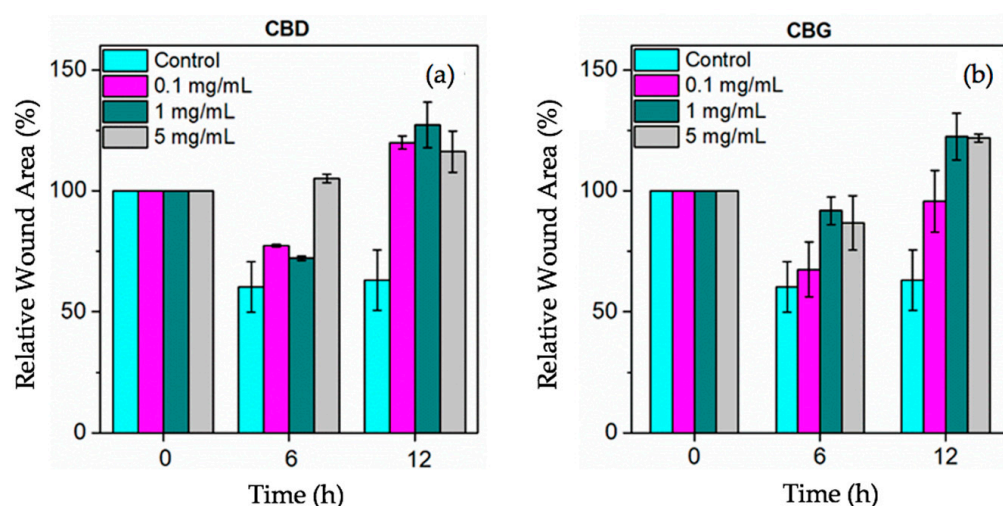 CBD
(a)
Control
0.1 mg/mL
1 mg/mL
5 mg/mL
Relative Wound Area (%)
150
100
50
0
0 6 12
Time (h)
CBG
(b)
Control
0.1 mg/mL
1 mg/mL
5 mg/mL
Relative Wound Area (%)
150
100
50
0
0 6 12
Time (h)